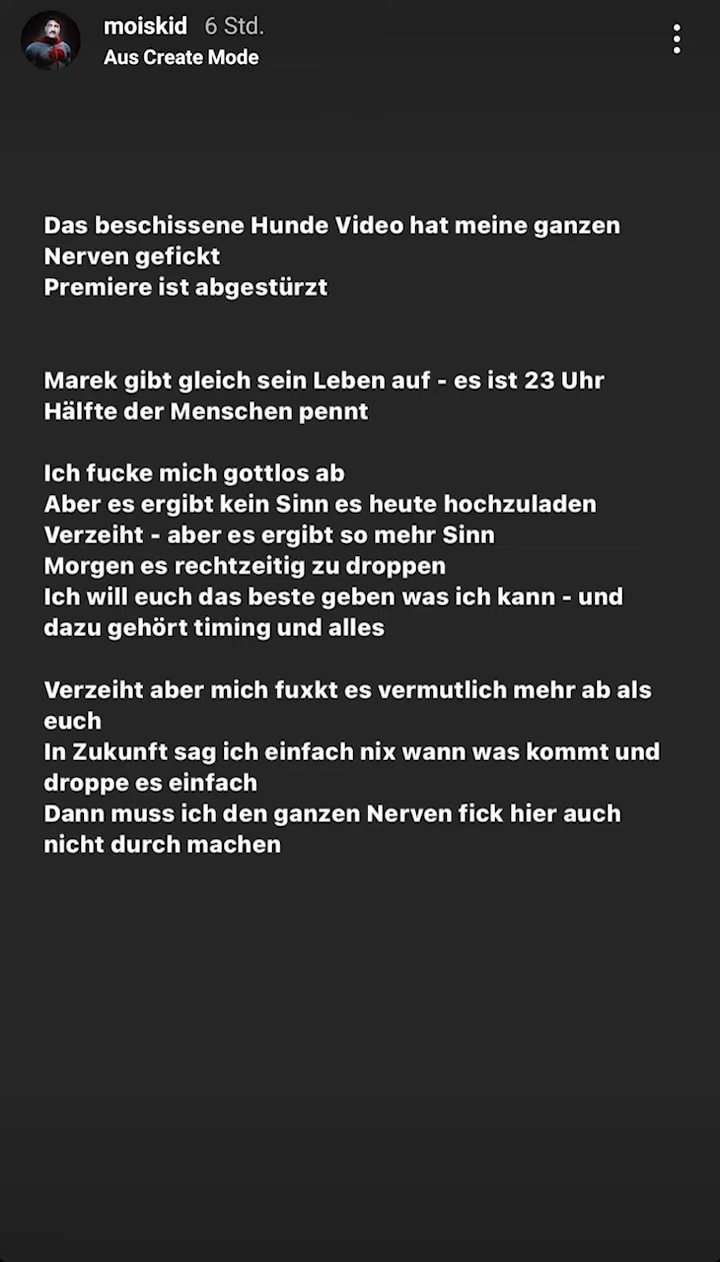 moiskid 6 Std.
Aus Create Mode
Das beschissene Hunde Video hat meine ganzen
Nerven gefickt
Premiere ist abgestürzt
Marek gibt gleich sein Leben auf - es ist 23 Uhr
Hälfte der Menschen pennt
Ich fucke mich gottlos ab
Aber es ergibt kein Sinn es heute hochzuladen
Verzeiht - aber es ergibt so mehr Sinn
Morgen es rechtzeitig zu droppen
Ich will euch das beste geben was ich kann - und
dazu gehört timing und alles
Verzeiht aber mich fuxkt es vermutlich mehr ab als
euch
In Zukunft sag ich einfach nix wann was kommt und
droppe es einfach
Dann muss ich den ganzen Nerven fick hier auch
nicht durch machen